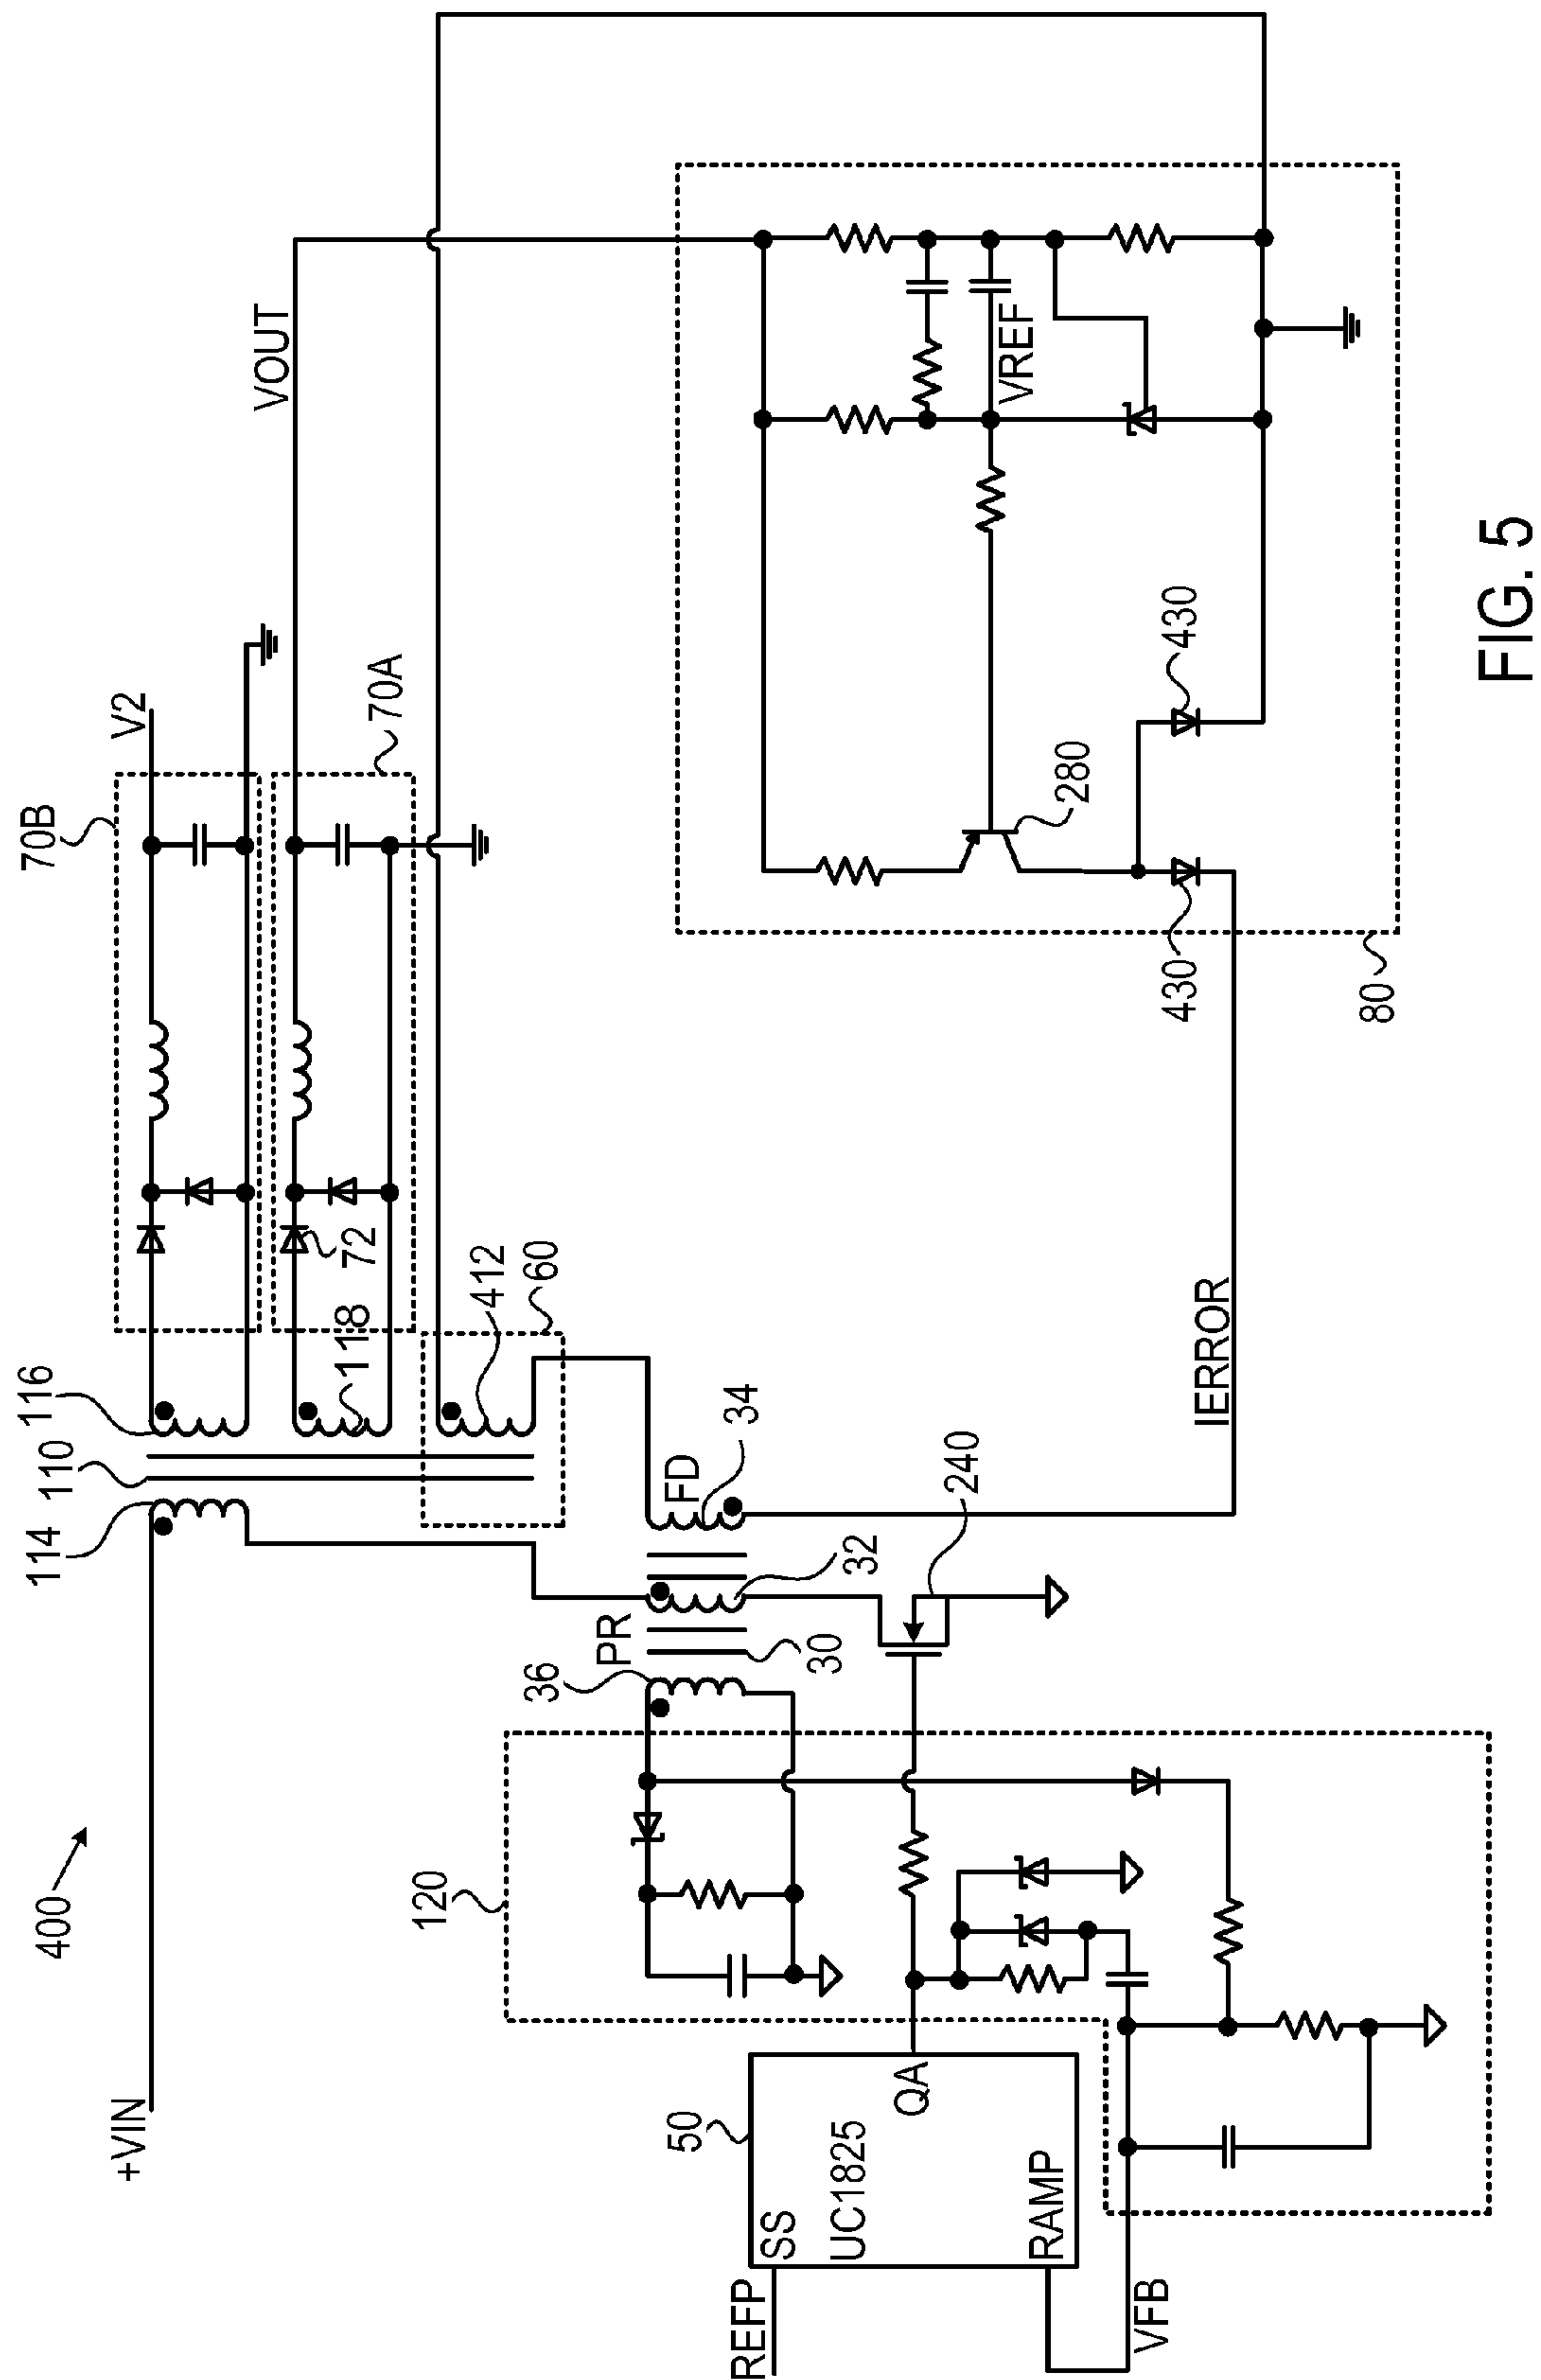 400
+VIN
114
110
116
70B
V2
VOUT
118
72
70A
412
60
FD
34
PR
32
36
30
240
120
50
SS
UC1825
QA
RAMP
REFP
VFB
IERROR
VREF
280
430
430
80
FIG. 5